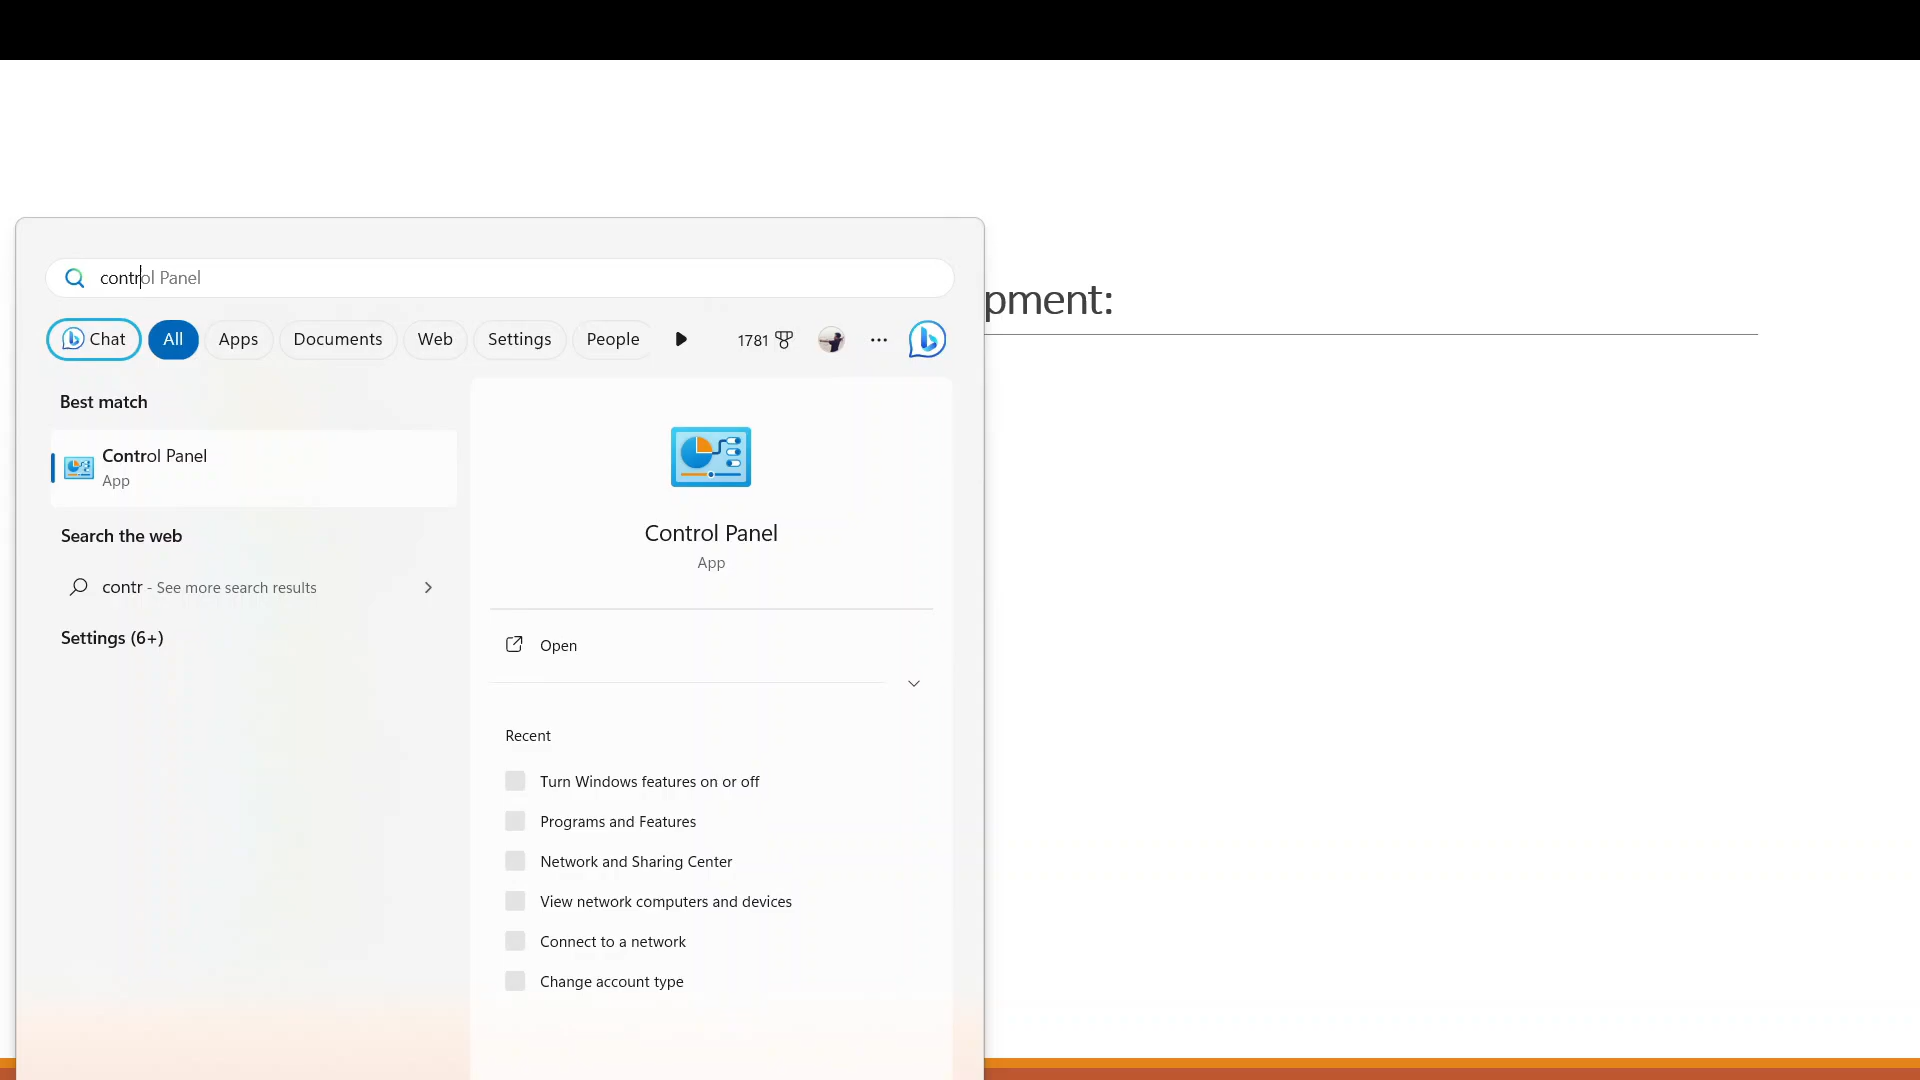 control Panel
pment:
Chat
All
Apps
Documents
Web
Settings
People
1781
Best match
Control Panel
App
Search the web
contr - See more search results
Settings (6+)
Control Panel
App
Open
Recent
Turn Windows features on or off
Programs and Features
Network and Sharing Center
View network computers and devices
Connect to a network
Change account type